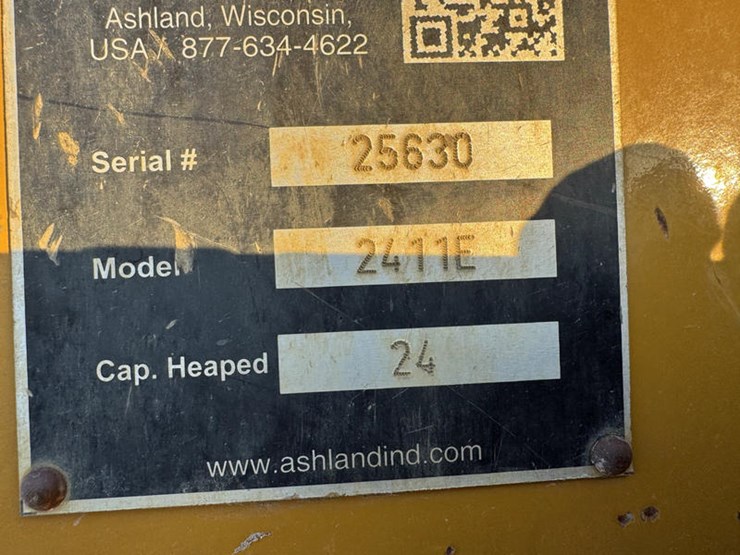 Ashland, Wisconsin,
USA / 877-634-4622
Serial # 25630
Model 2411E
Cap. Heaped 24
www.ashlandind.com